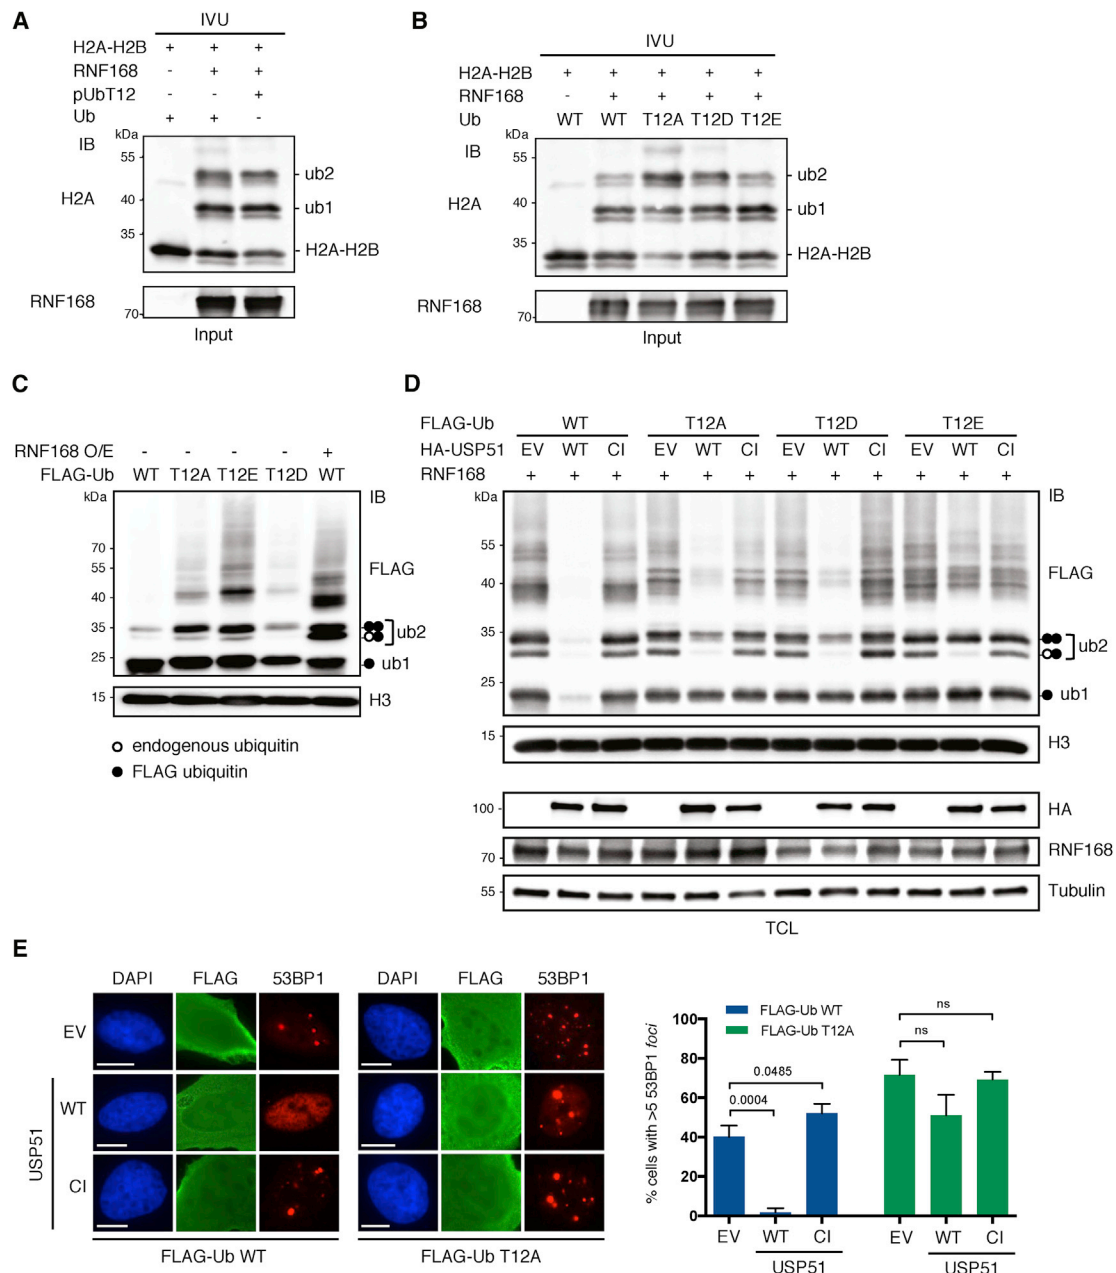 A
IVU
H2A-H2B + + +
RNF168 - + +
pUbT12 - - +
Ub + + -
IB
kDa
55
40
35
H2A
ub2
ub1
H2A-H2B
RNF168
70
Input
B
IVU
H2A-H2B + + + + +
RNF168 - + + + +
Ub WT WT T12A T12D T12E
IB
kDa
55
40
35
H2A
ub2
ub1
H2A-H2B
RNF168
70
Input
C
RNF168 O/E - - - - +
FLAG-Ub WT T12A T12E T12D WT
kDa
IB
70
55
40
35
25
FLAG
ub2
ub1
15
H3
endogenous ubiquitin
FLAG ubiquitin
D
FLAG-Ub WT T12A T12D T12E
HA-USP51 EV WT CI EV WT CI EV WT CI EV WT CI
RNF168 + + + + + + + + + + + +
kDa
IB
55
40
35
25
FLAG
ub2
ub1
15
H3
100
HA
70
RNF168
55
Tubulin
TCL
E
DAPI FLAG 53BP1 DAPI FLAG 53BP1
EV
WT
CI
USP51
FLAG-Ub WT FLAG-Ub T12A
FLAG-Ub WT
FLAG-Ub T12A
% cells with >5 53BP1 foci
100
80
60
40
20
0
0.0485
0.0004
ns
ns
EV WT CI EV WT CI
USP51 USP51